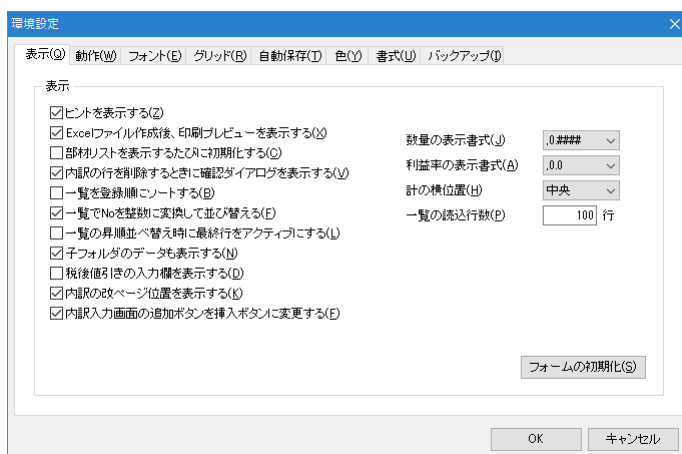 環境設定
表示(Q) 動作(W) フォント(E) グリッド(R) 自動保存(T) 色(Y) 書式(U) バックアップ(I)
表示
ヒントを表示する(Z)
Excelファイル作成後、印刷プレビューを表示する(X)
部材リストを表示するたびに初期化する(C)
内訳の行を削除するときに確認ダイアログを表示する(V)
一覧を登録順にソートする(B)
一覧でNoを整数に変換して並び替える(F)
一覧の昇順並べ替え時に最終行をアクティブにする(L)
子フォルダのデータも表示する(N)
税後値引きの入力欄を表示する(D)
内訳の改ページ位置を表示する(K)
内訳入力画面の追加ボタンを挿入ボタンに変更する(F)
数量の表示書式(J) ,0.####
利益率の表示書式(A) ,0.0
計の横位置(H) 中央
一覧の読込行数(P) 100 行
フォームの初期化(S)
OK キャンセル